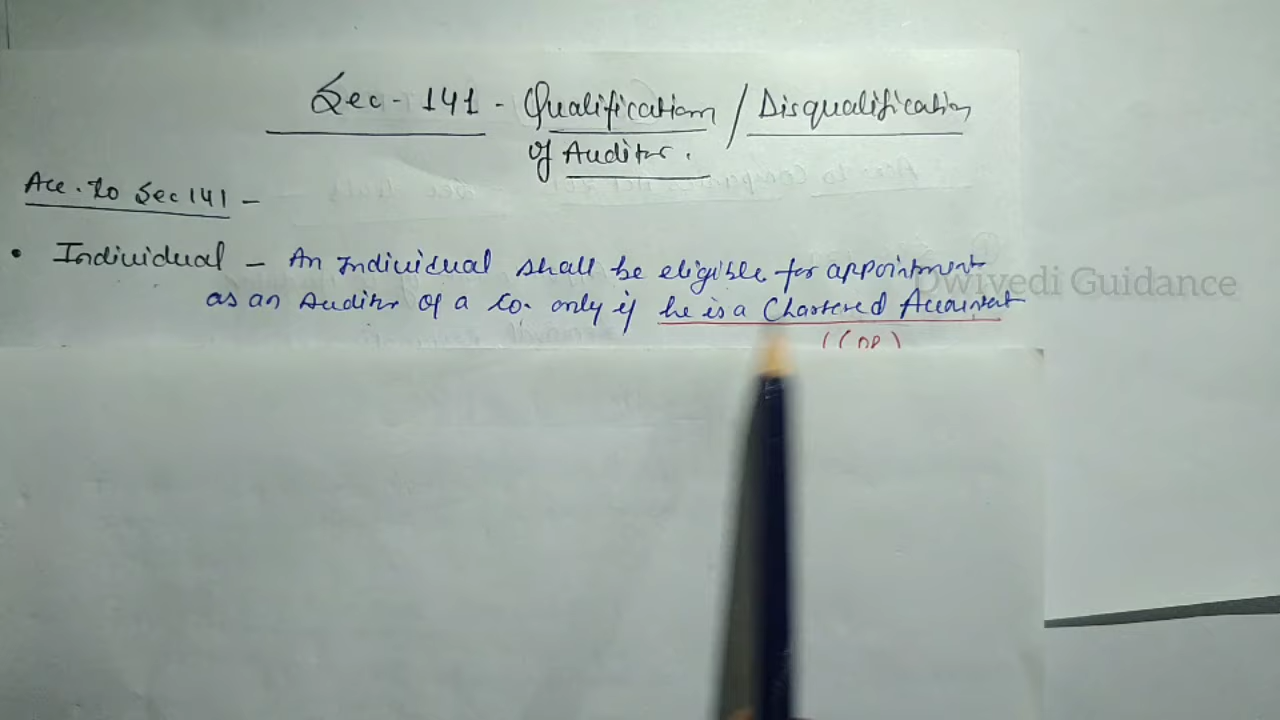 Sec - 141 - Qualification / Disqualification
of Auditor.
Acc. to Sec 141 -
• Individual - An individual shall be eligible for appointment
as an Auditor of a Co. only if he is a Chartered Accountant
Dwivedi Guidance